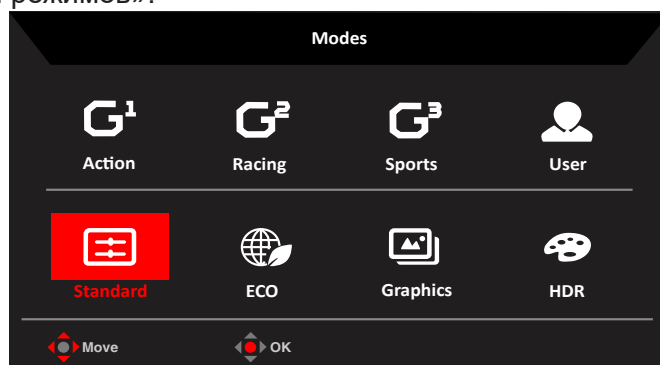 режимов».
Modes
G¹ G² G³
Action Racing Sports User
Standard ECO Graphics HDR
Move OK